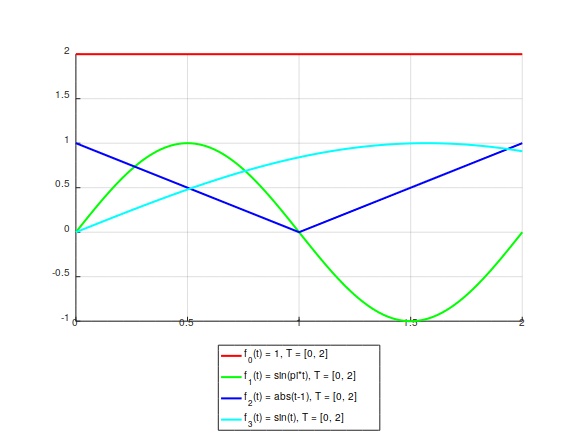 2
1.5
1
0.5
0
-0.5
-1
0 0.5 1 1.5 2
f0(t) = 1, T = [0, 2]
f1(t) = sin(pi*t), T = [0, 2]
f2(t) = abs(t-1), T = [0, 2]
f3(t) = sin(t), T = [0, 2]